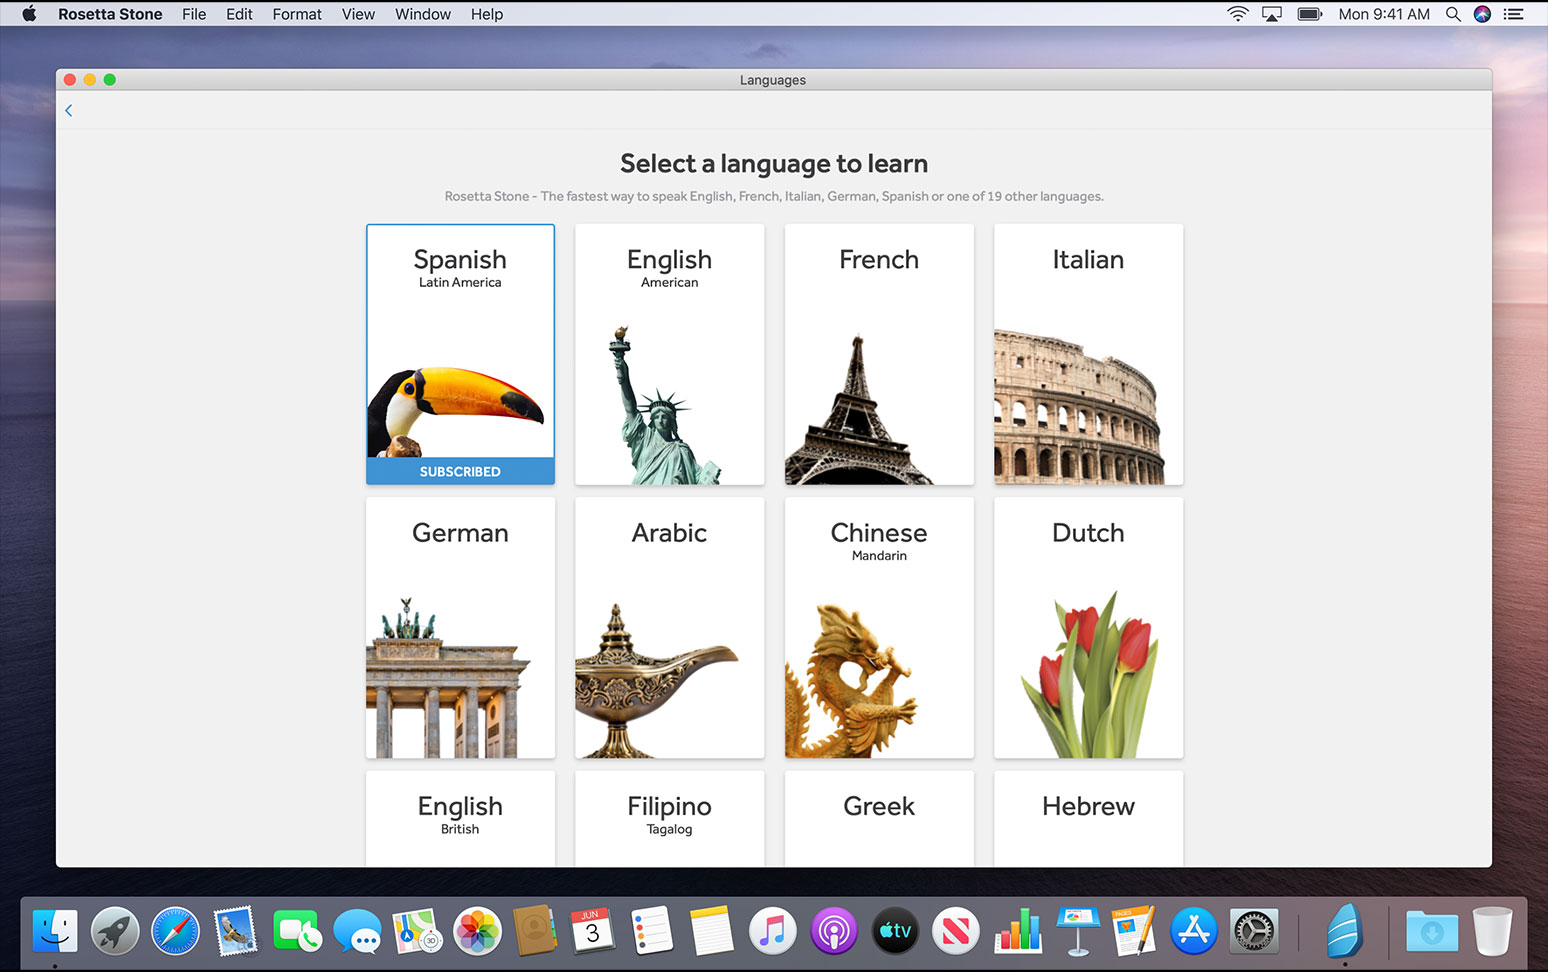 Rosetta Stone File Edit Format View Window Help Mon 9:41 AM
Languages
Select a language to learn
Rosetta Stone - The fastest way to speak English, French, Italian, German, Spanish or one of 19 other languages.
Spanish
Latin America
SUBSCRIBED
English
American
French
Italian
German
Arabic
Chinese
Mandarin
Dutch
English
British
Filipino
Tagalog
Greek
Hebrew
3D
JUN
3
tv
PAGES